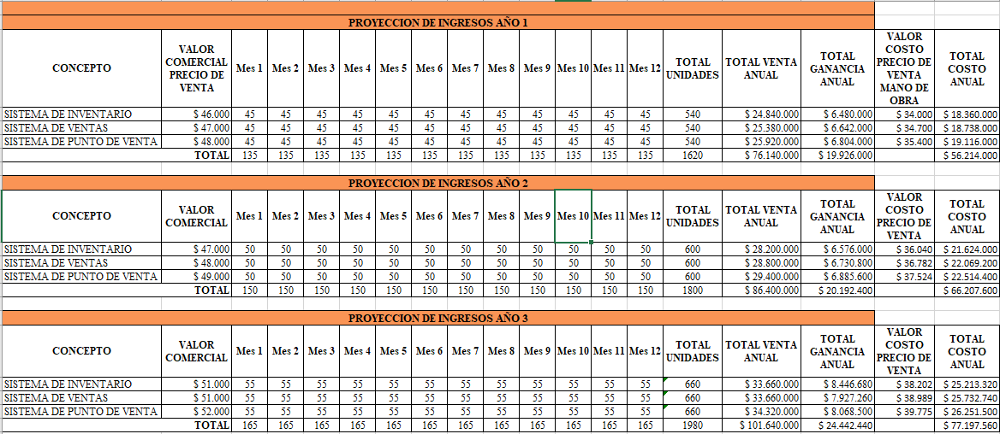 PROYECCION DE INGRESOS AÑO 1
CONCEPTO VALOR COMERCIAL PRECIO DE VENTA Mes 1 Mes 2 Mes 3 Mes 4 Mes 5 Mes 6 Mes 7 Mes 8 Mes 9 Mes 10 Mes 11 Mes 12 TOTAL UNIDADES TOTAL VENTA ANUAL TOTAL GANANCIA ANUAL VALOR COSTO PRECIO DE VENTA MANO DE OBRA TOTAL COSTO ANUAL
SISTEMA DE INVENTARIO $ 46.000 45 45 45 45 45 45 45 45 45 45 45 45 540 $ 24.840.000 $ 6.480.000 $ 34.000 $ 18.360.000
SISTEMA DE VENTAS $ 47.000 45 45 45 45 45 45 45 45 45 45 45 45 540 $ 25.380.000 $ 6.642.000 $ 34.700 $ 18.738.000
SISTEMA DE PUNTO DE VENTA $ 48.000 45 45 45 45 45 45 45 45 45 45 45 45 540 $ 25.920.000 $ 6.804.000 $ 35.400 $ 19.116.000
TOTAL 135 135 135 135 135 135 135 135 135 135 135 135 1620 $ 76.140.000 $ 19.926.000 $ 56.214.000
PROYECCION DE INGRESOS AÑO 2
CONCEPTO VALOR COMERCIAL Mes 1 Mes 2 Mes 3 Mes 4 Mes 5 Mes 6 Mes 7 Mes 8 Mes 9 Mes 10 Mes 11 Mes 12 TOTAL UNIDADES TOTAL VENTA ANUAL TOTAL GANANCIA ANUAL VALOR COSTO PRECIO DE VENTA TOTAL COSTO ANUAL
SISTEMA DE INVENTARIO $ 47.000 50 50 50 50 50 50 50 50 50 50 50 50 600 $ 28.200.000 $ 6.576.000 $ 36.040 $ 21.624.000
SISTEMA DE VENTAS $ 48.000 50 50 50 50 50 50 50 50 50 50 50 50 600 $ 28.800.000 $ 6.730.800 $ 36.782 $ 22.069.200
SISTEMA DE PUNTO DE VENTA $ 49.000 50 50 50 50 50 50 50 50 50 50 50 50 600 $ 29.400.000 $ 6.885.600 $ 37.524 $ 22.514.400
TOTAL 150 150 150 150 150 150 150 150 150 150 150 150 1800 $ 86.400.000 $ 20.192.400 $ 66.207.600
PROYECCION DE INGRESOS AÑO 3
CONCEPTO VALOR COMERCIAL Mes 1 Mes 2 Mes 3 Mes 4 Mes 5 Mes 6 Mes 7 Mes 8 Mes 9 Mes 10 Mes 11 Mes 12 TOTAL UNIDADES TOTAL VENTA ANUAL TOTAL GANANCIA ANUAL VALOR COSTO PRECIO DE VENTA TOTAL COSTO ANUAL
SISTEMA DE INVENTARIO $ 51.000 55 55 55 55 55 55 55 55 55 55 55 55 660 $ 33.660.000 $ 8.446.680 $ 38.202 $ 25.213.320
SISTEMA DE VENTAS $ 51.000 55 55 55 55 55 55 55 55 55 55 55 55 660 $ 33.660.000 $ 7.927.260 $ 38.989 $ 25.732.740
SISTEMA DE PUNTO DE VENTA $ 52.000 55 55 55 55 55 55 55 55 55 55 55 55 660 $ 34.320.000 $ 8.068.500 $ 39.775 $ 26.251.500
TOTAL 165 165 165 165 165 165 165 165 165 165 165 165 1980 $ 101.640.000 $ 24.442.440 $ 77.197.560